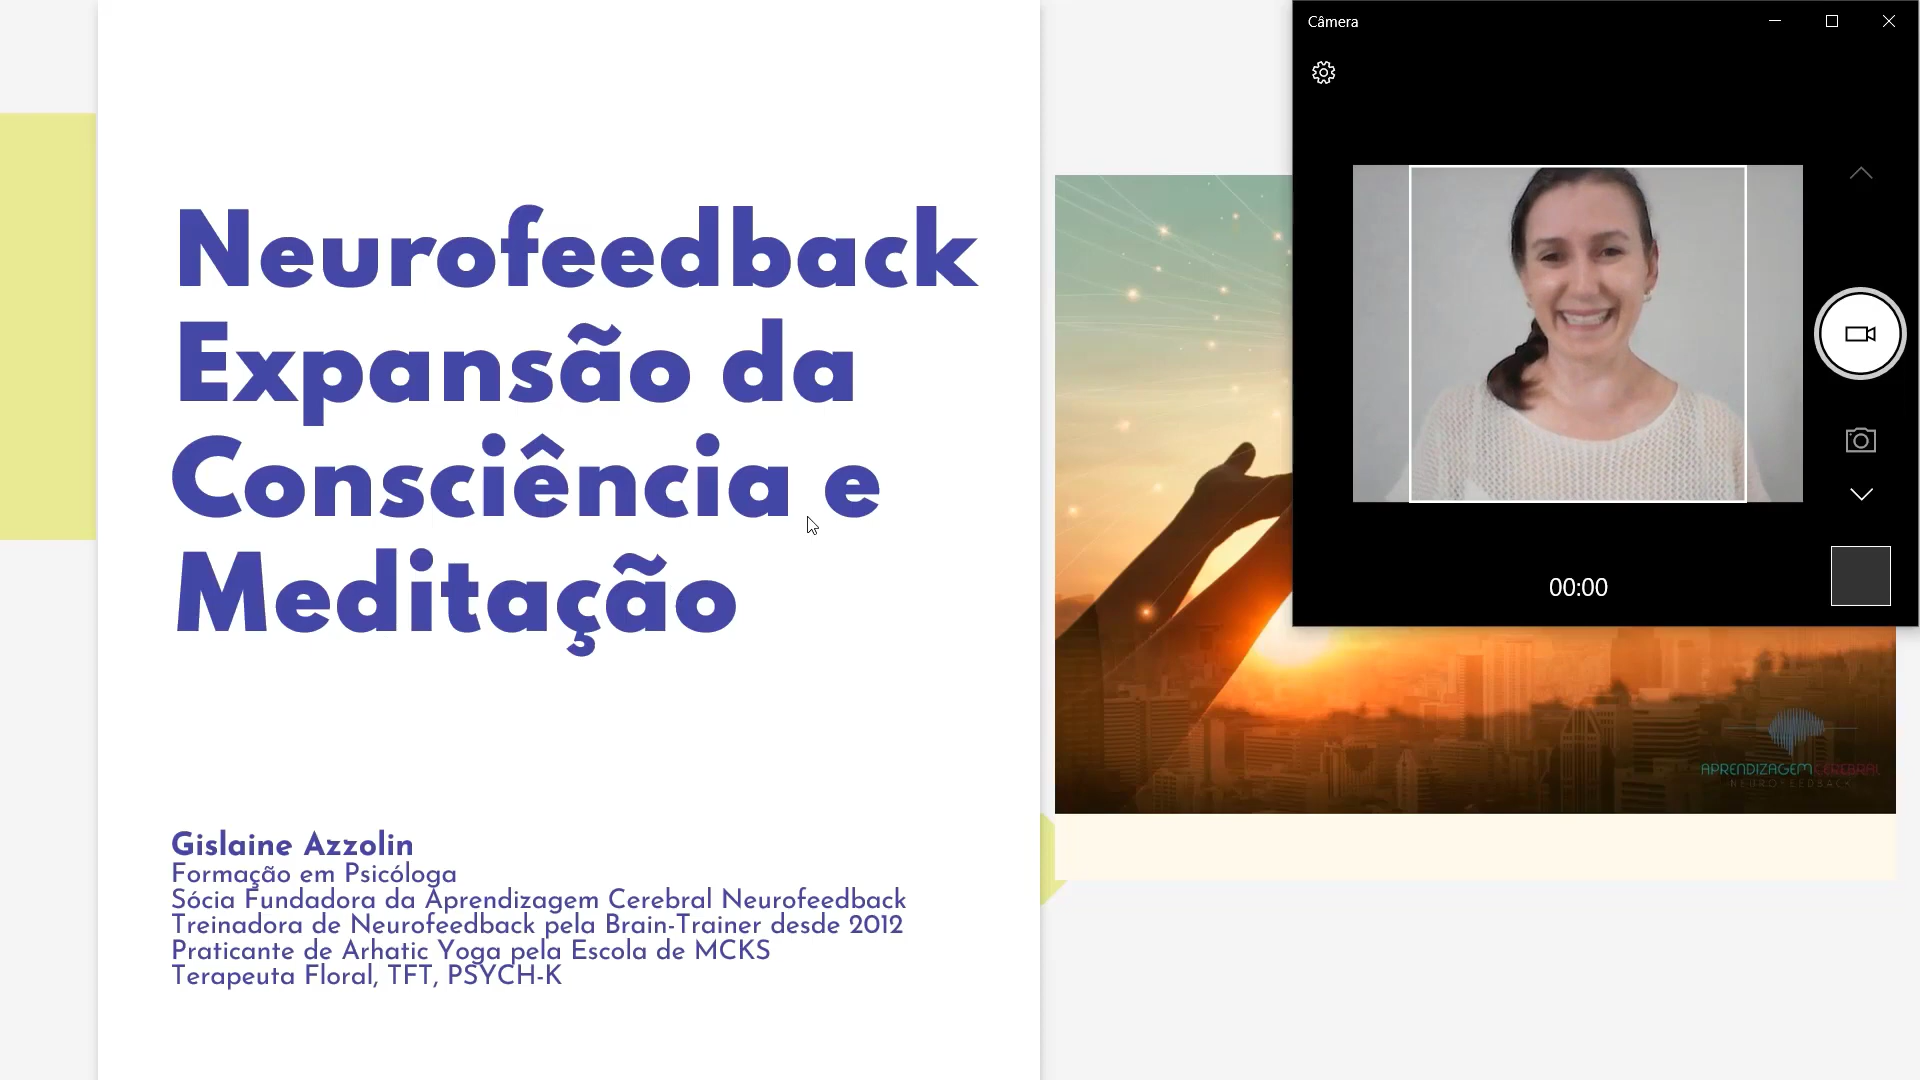 Neurofeedback
Expansão da
Consciência e
Meditação
Gislaine Azzolin
Formação em Psicóloga
Sócia Fundadora da Aprendizagem Cerebral Neurofeedback
Treinadora de Neurofeedback pela Brain-Trainer desde 2012
Praticante de Arhatic Yoga pela Escola de MCKS
Terapeuta Floral, TFT, PSYCH-K
Câmera
00:00
APRENDIZAGEM CEREBRAL
NEUROFEEDBACK